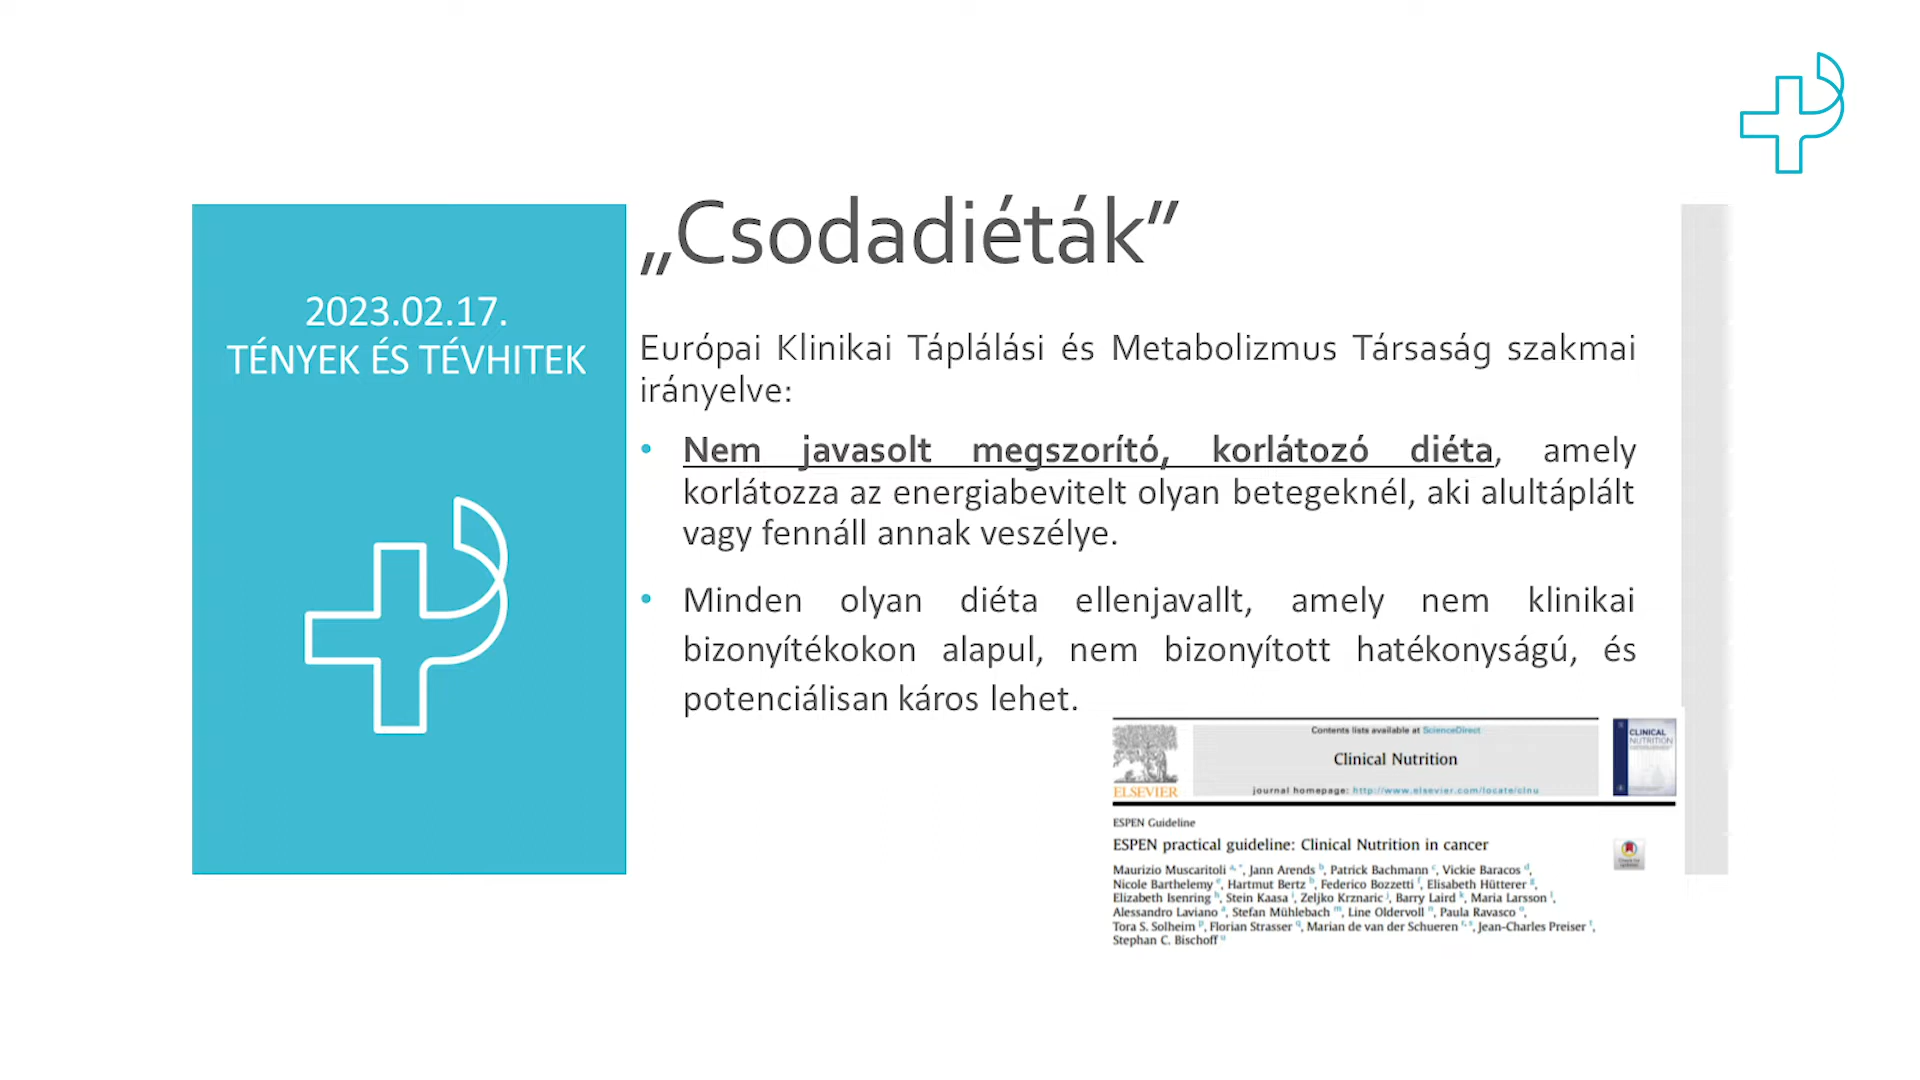 2023.02.17.
TÉNYEK ÉS TÉVHITEK
„Csodadiéták”
Európai Klinikai Táplálási és Metabolizmus Társaság szakmai
irányelve:
• Nem javasolt megszorító, korlátozó diéta, amely
korlátozza az energiabevitelt olyan betegeknél, aki alultáplált
vagy fennáll annak veszélye.
• Minden olyan diéta ellenjavallt, amely nem klinikai
bizonyítékokon alapul, nem bizonyított hatékonyságú, és
potenciálisan káros lehet.
Contents lists available at ScienceDirect
Clinical Nutrition
journal homepage: http://www.elsevier.com/locate/clnu
ELSEVIER
CLINICAL
NUTRITION
ESPEN Guideline
ESPEN practical guideline: Clinical Nutrition in cancer
Check for
updates
Maurizio Muscaritoli a, *, Jann Arends b, Patrick Bachmann c, Vickie Baracos d,
Nicole Barthelemy e, Hartmut Bertz b, Federico Bozzetti f, Elisabeth Hütterer g,
Elizabeth Isenring h, Stein Kaasa i, Zeljko Krznaric j, Barry Laird k, Maria Larsson l,
Alessandro Laviano a, Stefan Mühlebach m, Line Oldervoll n, Paula Ravasco o,
Tora S. Solheim p, Florian Strasser q, Marian de van der Schueren r, s, Jean-Charles Preiser t,
Stephan C. Bischoff u